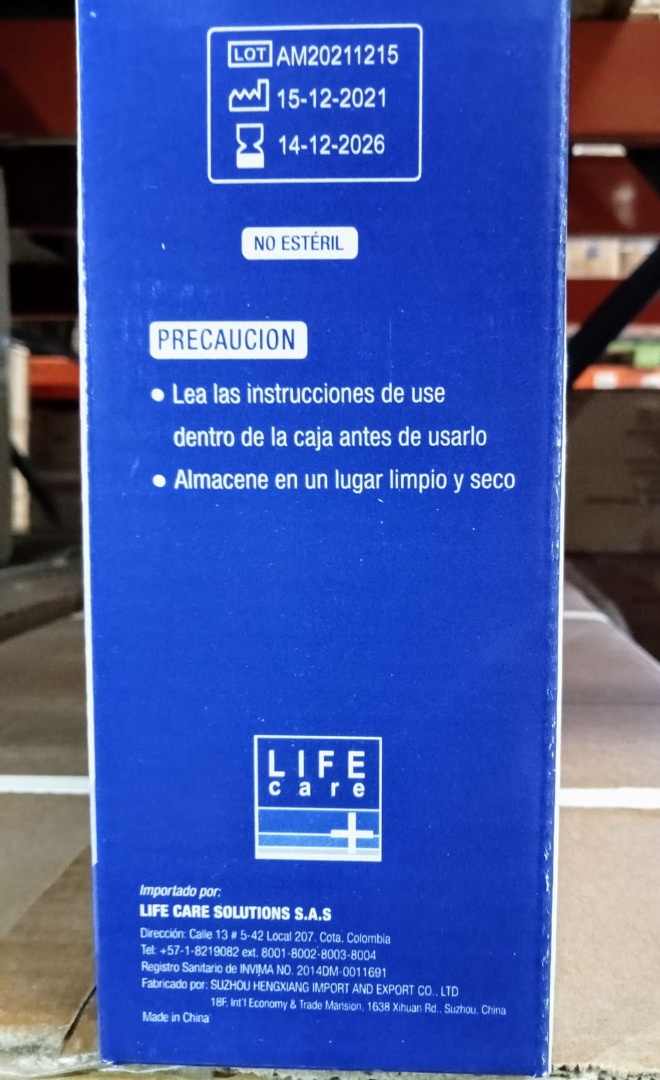 LOT AM20211215
15-12-2021
14-12-2026
NO ESTÉRIL
PRECAUCION
● Lea las instrucciones de use
dentro de la caja antes de usarlo
● Almacene en un lugar limpio y seco
LIFE
care
Importado por:
LIFE CARE SOLUTIONS S.A.S
Dirección: Calle 13 # 5-42 Local 207. Cota, Colombia
Tel: +57-1-8219082 ext. 8001-8002-8003-8004
Registro Sanitario de INVIMA NO. 2014DM-0011691
Fabricado por: SUZHOU HENGXIANG IMPORT AND EXPORT CO., LTD
18F, Int'l Economy & Trade Mansion, 1638 Xihuan Rd., Suzhou, China
Made in China